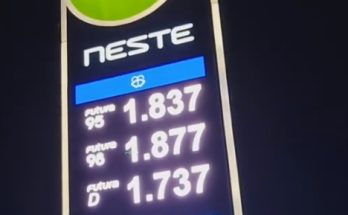 NESTE
Futura 95 1.837
Futura 98 1.877
Futura D 1.737